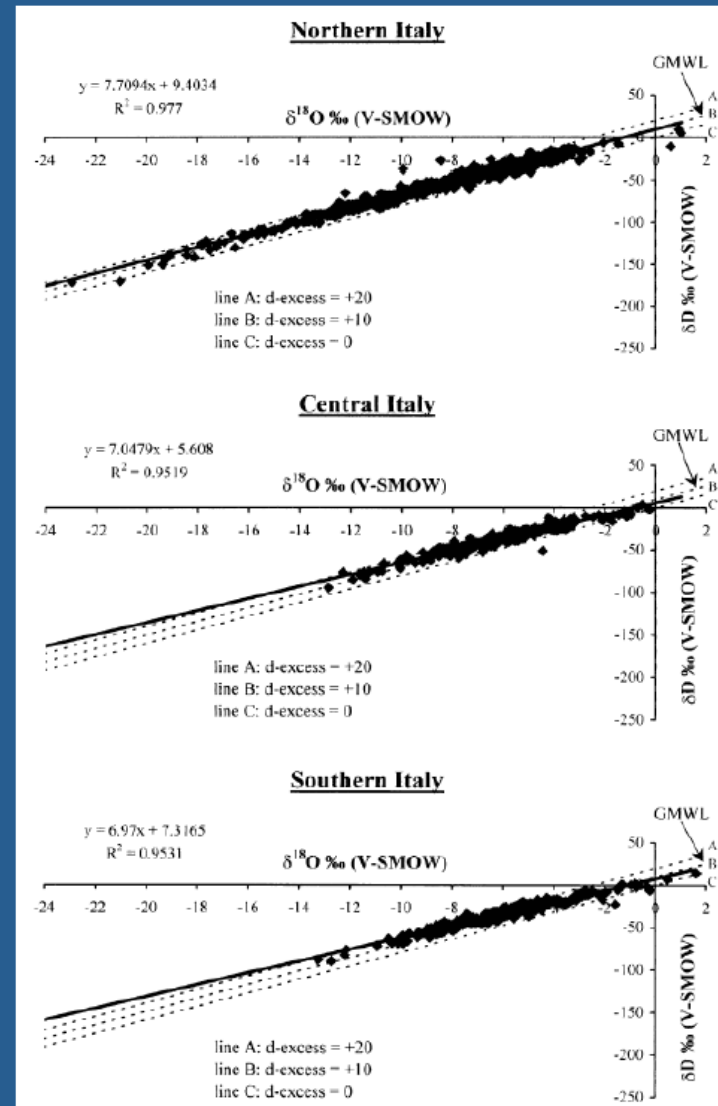 Northern Italy
GMWL
y = 7.7094x + 9.4034
R² = 0.977
δ¹⁸O ‰ (V-SMOW)
50
A
B
C
-24 -22 -20 -18 -16 -14 -12 -10 -8 -6 -4 -2 0 2
-50
-100
-150
-200
-250
δD ‰ (V-SMOW)
line A: d-excess = +20
line B: d-excess = +10
line C: d-excess = 0
Central Italy
GMWL
y = 7.0479x + 5.608
R² = 0.9519
δ¹⁸O ‰ (V-SMOW)
50
A
B
C
-24 -22 -20 -18 -16 -14 -12 -10 -8 -6 -4 -2 0 2
-50
-100
-150
-200
-250
δD ‰ (V-SMOW)
line A: d-excess = +20
line B: d-excess = +10
line C: d-excess = 0
Southern Italy
GMWL
y = 6.97x + 7.3165
R² = 0.9531
δ¹⁸O ‰ (V-SMOW)
50
A
B
C
-24 -22 -20 -18 -16 -14 -12 -10 -8 -6 -4 -2 0 2
-50
-100
-150
-200
-250
δD ‰ (V-SMOW)
line A: d-excess = +20
line B: d-excess = +10
line C: d-excess = 0